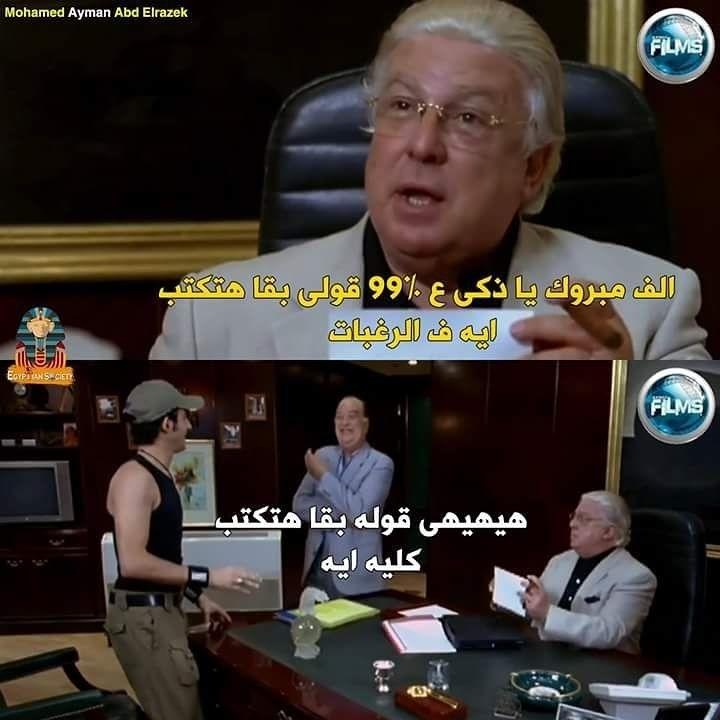 Mohamed Ayman Abd Elrazek
FILMS
الف مبروك يا ذكى ع 99٪ قولى بقا هتكتب
ايه ف الرغبات
EGYPTIAN SOCIETY
FILMS
هيهيهى قوله بقا هتكتب
كليه ايه